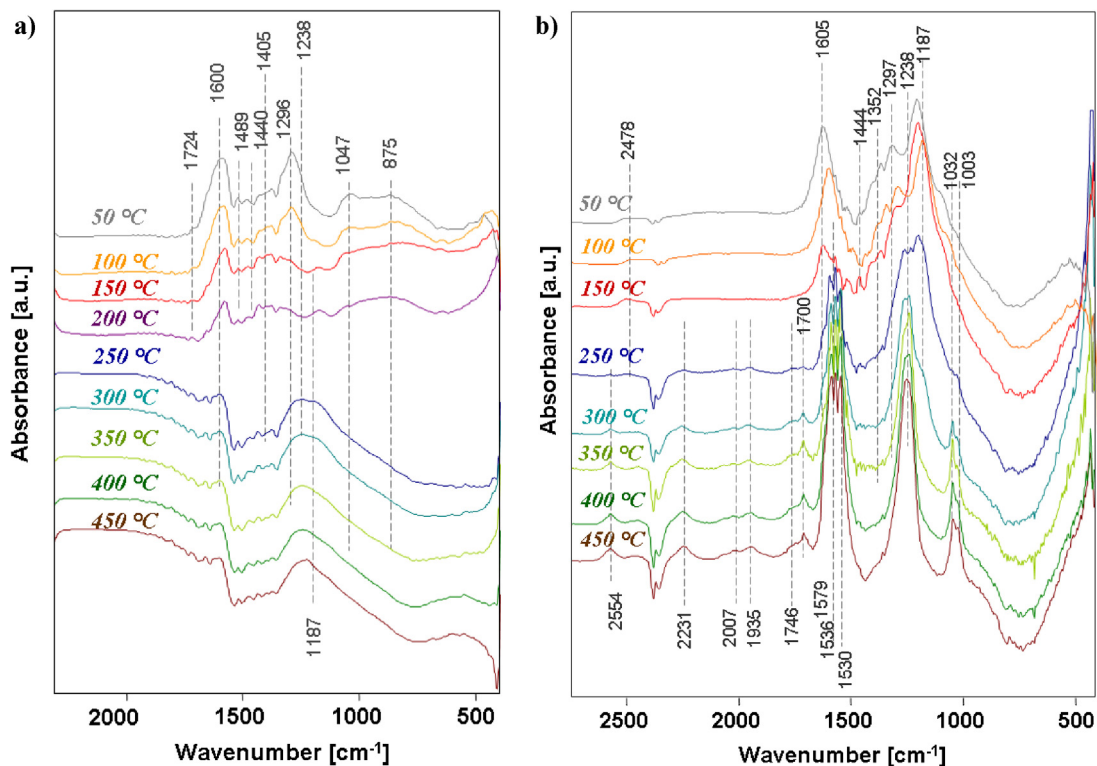 a)
1724
1600
1489
1440
1405
1296
1238
1047
875
50 °C
100 °C
150 °C
200 °C
250 °C
300 °C
350 °C
400 °C
450 °C
1187
Absorbance [a.u.]
2000
1500
1000
500
Wavenumber [cm-1]
b)
2478
1605
1444
1352
1297
1238
1187
1032
1003
50 °C
100 °C
150 °C
250 °C
300 °C
350 °C
400 °C
450 °C
1700
2554
2231
2007
1935
1746
1579
1536
1530
Absorbance [a.u.]
2500
2000
1500
1000
500
Wavenumber [cm-1]